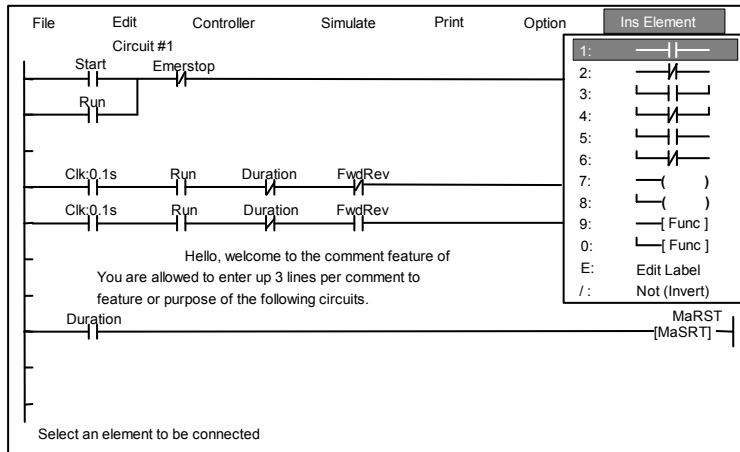 File Edit Controller Simulate Print Option Ins Element
Circuit #1
Start Emerstop
Run
Clk:0.1s Run Duration FwdRev
Clk:0.1s Run Duration FwdRev
Hello, welcome to the comment feature of
You are allowed to enter up 3 lines per comment to
feature or purpose of the following circuits.
Duration MaRST
[MaSRT]
Select an element to be connected
1:
2:
3:
4:
5:
6:
7: ( )
8: ( )
9: [ Func ]
0: [ Func ]
E: Edit Label
/ : Not (Invert)